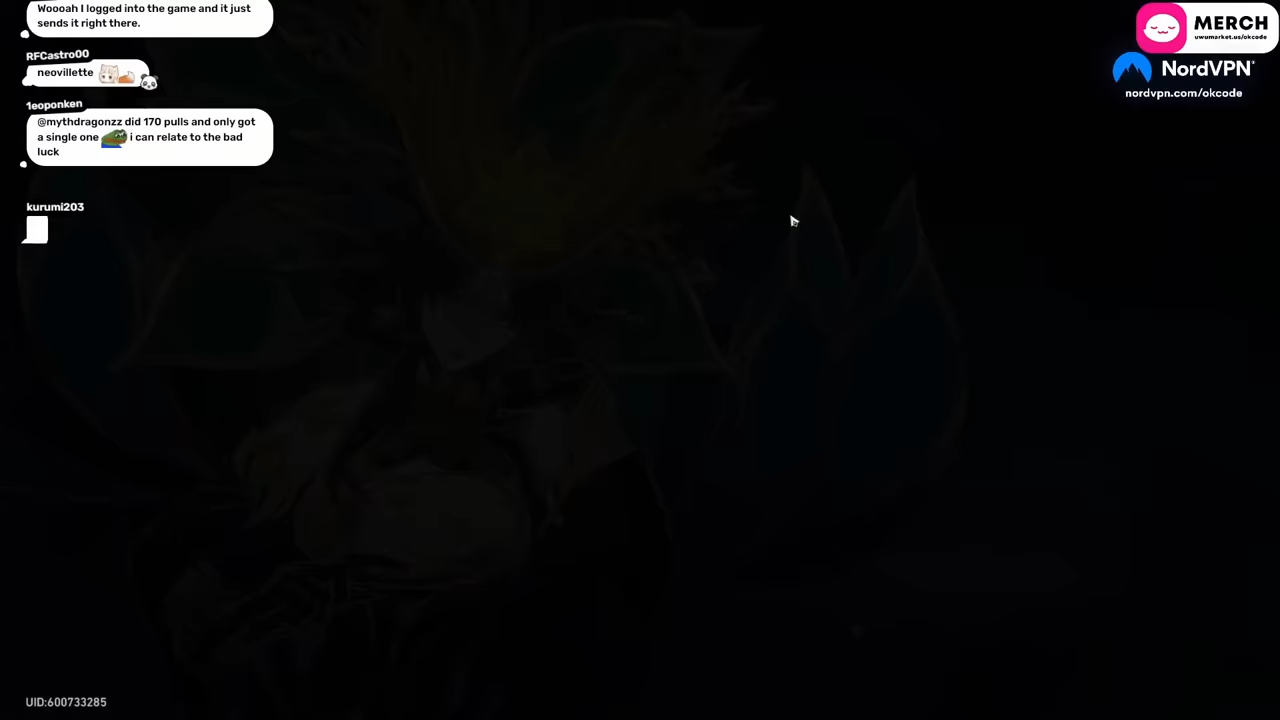 Woooah I logged into the game and it just
sends it right there.
RFCastro00
neovillette
1eoponken
@mythdragonzz did 170 pulls and only got
a single one i can relate to the bad
luck
kurumi203
MERCH
uwumarket.us/okcode
NordVPN
nordvpn.com/okcode
UID:600733285